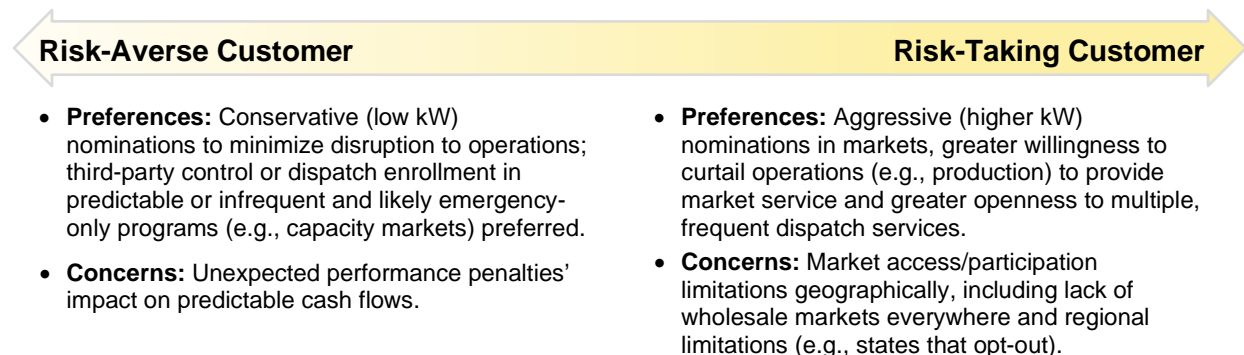 Risk-Averse Customer
Risk-Taking Customer
• Preferences: Conservative (low kW)
nominations to minimize disruption to operations;
third-party control or dispatch enrollment in
predictable or infrequent and likely emergency-
only programs (e.g., capacity markets) preferred.
• Concerns: Unexpected performance penalties’
impact on predictable cash flows.
• Preferences: Aggressive (higher kW)
nominations in markets, greater willingness to
curtail operations (e.g., production) to provide
market service and greater openness to multiple,
frequent dispatch services.
• Concerns: Market access/participation
limitations geographically, including lack of
wholesale markets everywhere and regional
limitations (e.g., states that opt-out).